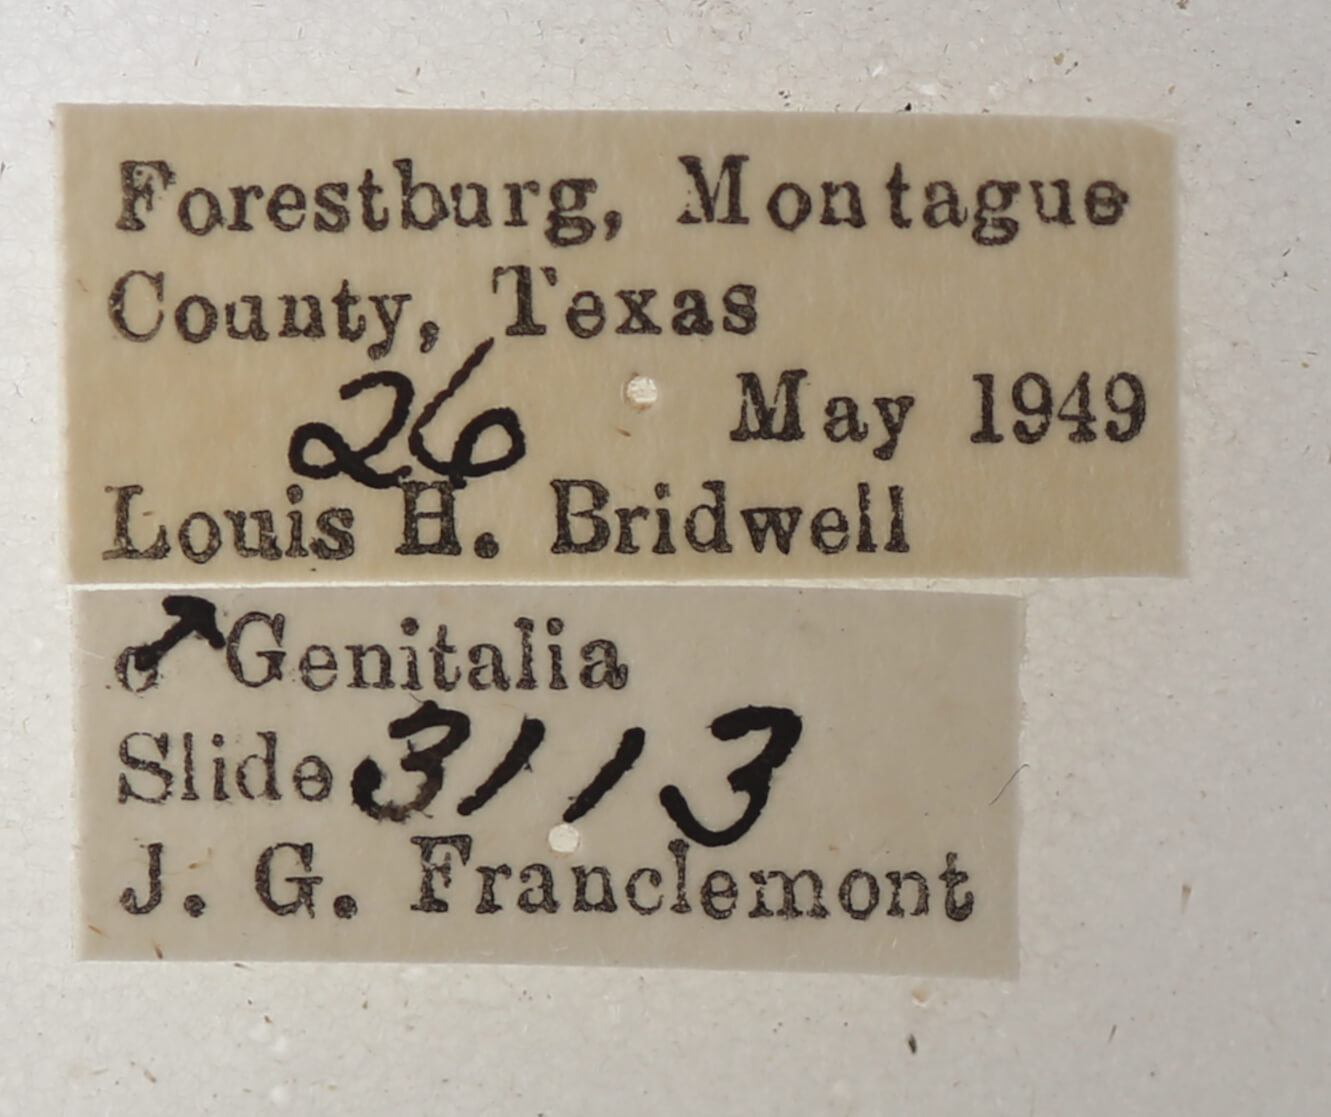 Forestburg, Montague
County, Texas
26 May 1949
Louis H. Bridwell
♂ Genitalia
Slide 3113
J. G. Franclemont